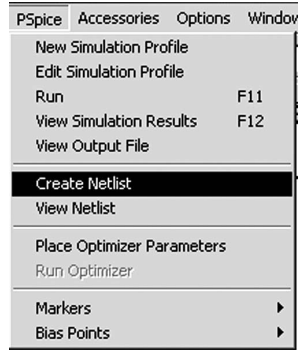 PSpice Accessories Options Window
New Simulation Profile
Edit Simulation Profile
Run F11
View Simulation Results F12
View Output File
Create Netlist
View Netlist
Place Optimizer Parameters
Run Optimizer
Markers
Bias Points